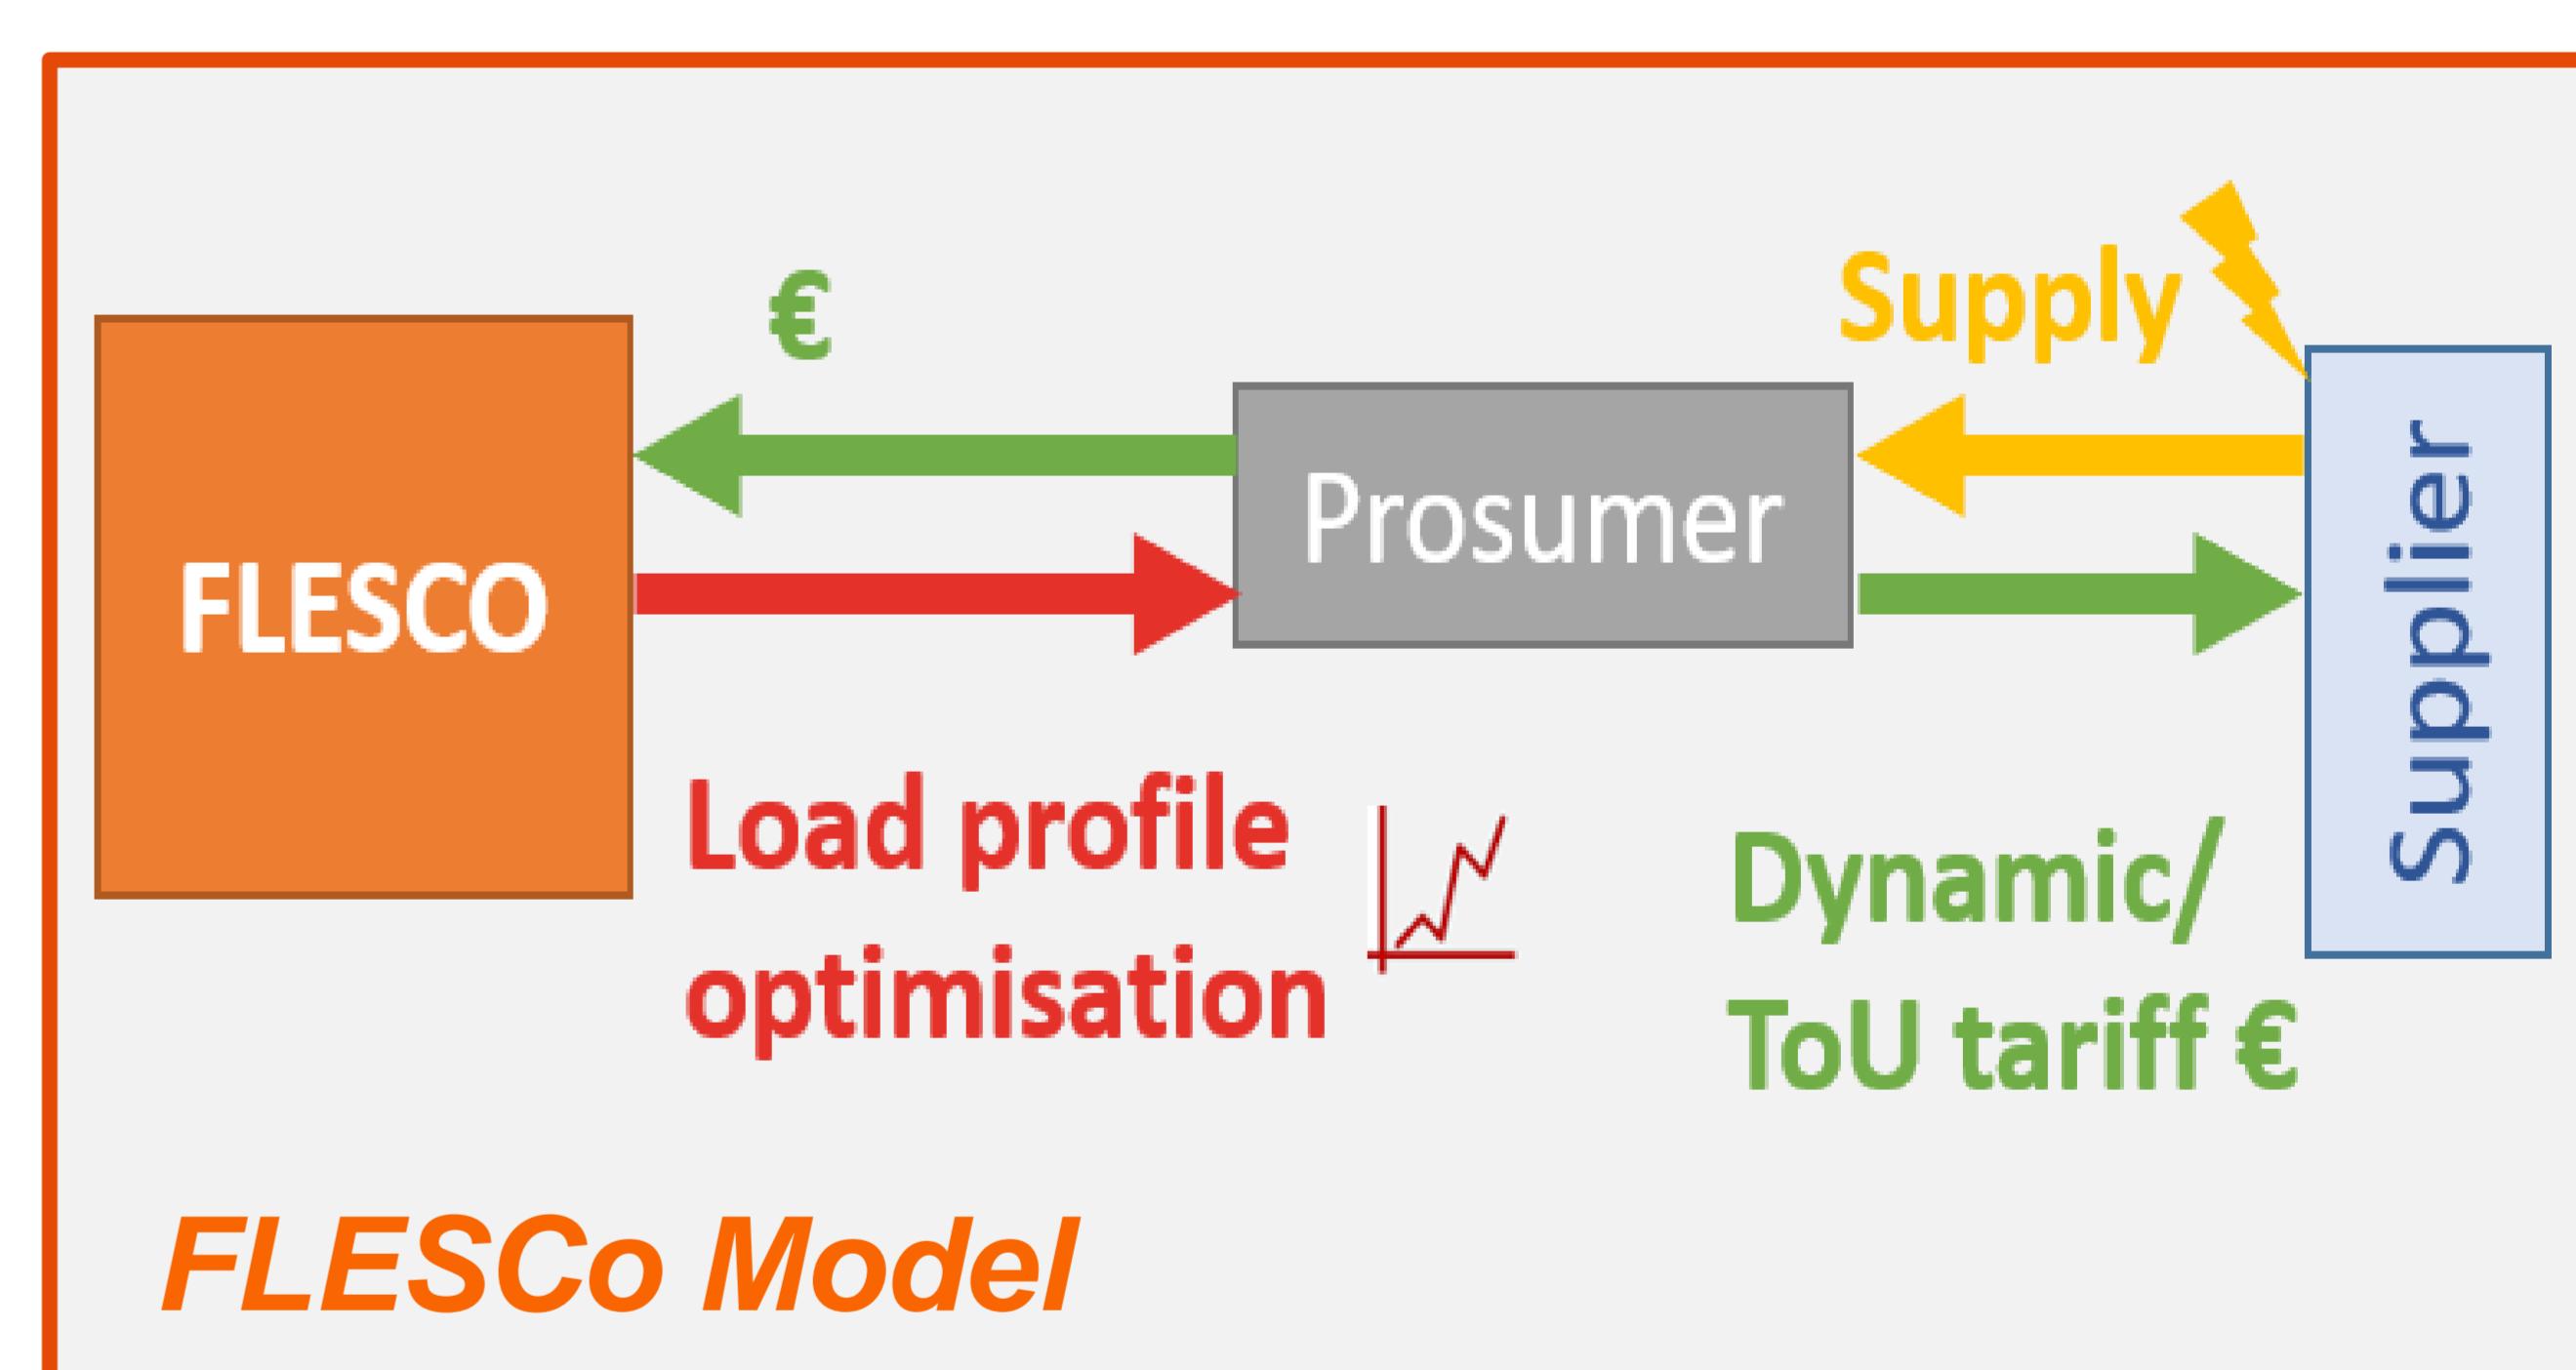 €
Supply
FLESCO
Prosumer
Supplier
Load profile
optimisation
Dynamic/
ToU tariff €
FLESCo Model